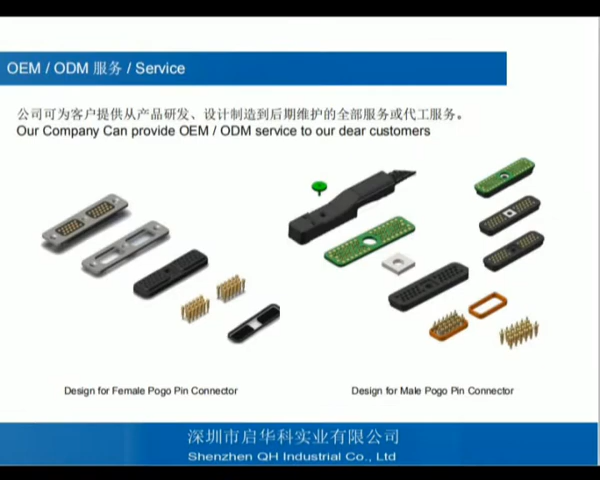 OEM / ODM 服务 / Service
公司可为客户提供从产品研发、设计制造到后期维护的全部服务或代工服务。
Our Company Can provide OEM / ODM service to our dear customers
Design for Female Pogo Pin Connector
Design for Male Pogo Pin Connector
深圳市启华科实业有限公司
Shenzhen QH Industrial Co., Ltd